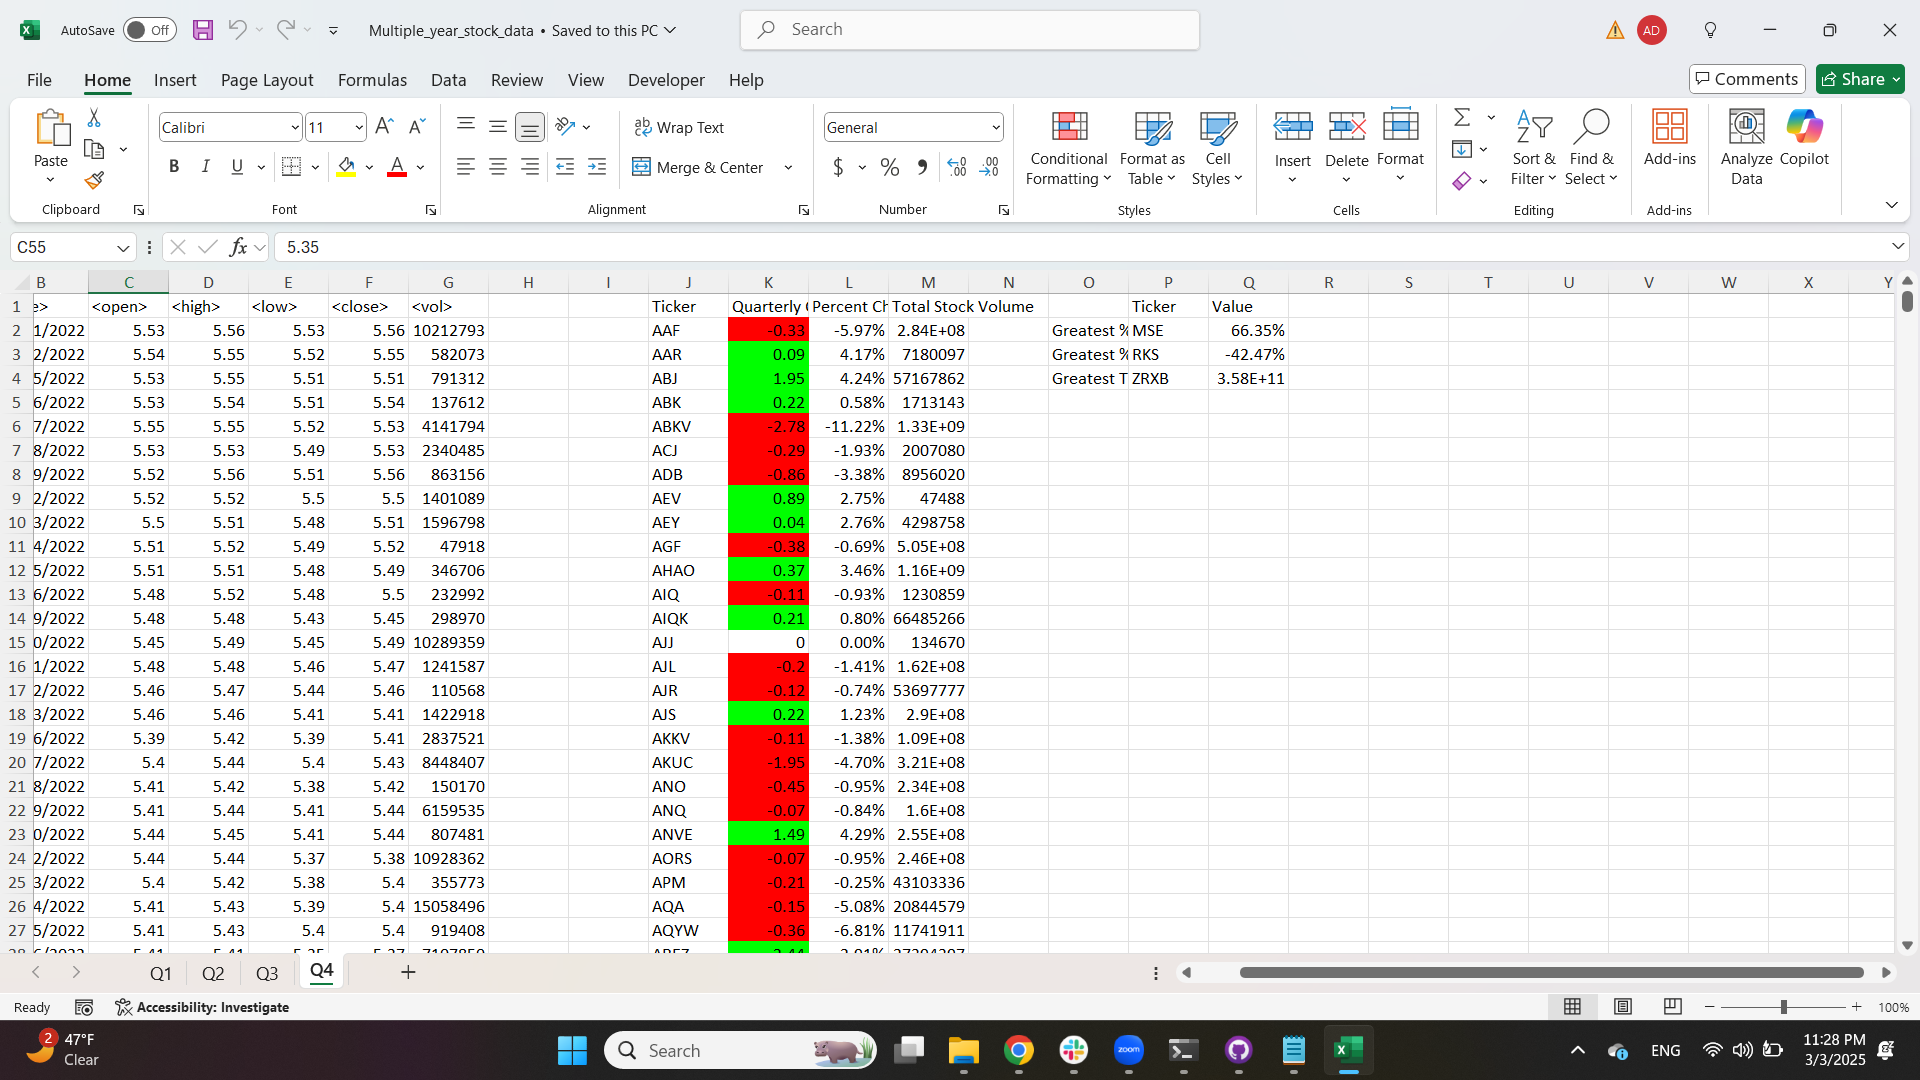 AutoSave Off Multiple_year_stock_data • Saved to this PC Search AD
File Home Insert Page Layout Formulas Data Review View Developer Help Comments Share
Paste Calibri 11 Wrap Text General Conditional Formatting Format as Table Cell Styles Insert Delete Format Sort & Filter Find & Select Add-ins Analyze Data Copilot
B I U A Merge & Center $ %
Clipboard Font Alignment Number Styles Cells Editing Add-ins
C55 fx 5.35
B C D E F G H I J K L M N O P Q R S T U V W X Y
1 e> <open> <high> <low> <close> <vol> Ticker Quarterly Percent Ch Total Stock Volume Ticker Value
2 1/2022 5.53 5.56 5.53 5.56 10212793 AAF -0.33 -5.97% 2.84E+08 Greatest % MSE 66.35%
3 2/2022 5.54 5.55 5.52 5.55 582073 AAR 0.09 4.17% 7180097 Greatest % RKS -42.47%
4 5/2022 5.53 5.55 5.51 5.51 791312 ABJ 1.95 4.24% 57167862 Greatest T ZRXB 3.58E+11
5 6/2022 5.53 5.54 5.51 5.54 137612 ABK 0.22 0.58% 1713143
6 7/2022 5.55 5.55 5.52 5.53 4141794 ABKV -2.78 -11.22% 1.33E+09
7 8/2022 5.53 5.53 5.49 5.53 2340485 ACJ -0.29 -1.93% 2007080
8 9/2022 5.52 5.56 5.51 5.56 863156 ADB -0.86 -3.38% 8956020
9 2/2022 5.52 5.52 5.5 5.5 1401089 AEV 0.89 2.75% 47488
10 3/2022 5.5 5.51 5.48 5.51 1596798 AEY 0.04 2.76% 4298758
11 4/2022 5.51 5.52 5.49 5.52 47918 AGF -0.38 -0.69% 5.05E+08
12 5/2022 5.51 5.51 5.48 5.49 346706 AHAO 0.37 3.46% 1.16E+09
13 6/2022 5.48 5.52 5.48 5.5 232992 AIQ -0.11 -0.93% 1230859
14 9/2022 5.48 5.48 5.43 5.45 298970 AIQK 0.21 0.80% 66485266
15 0/2022 5.45 5.49 5.45 5.49 10289359 AJJ 0 0.00% 134670
16 1/2022 5.48 5.48 5.46 5.47 1241587 AJL -0.2 -1.41% 1.62E+08
17 2/2022 5.46 5.47 5.44 5.46 110568 AJR -0.12 -0.74% 53697777
18 3/2022 5.46 5.46 5.41 5.41 1422918 AJS 0.22 1.23% 2.9E+08
19 6/2022 5.39 5.42 5.39 5.41 2837521 AKKV -0.11 -1.38% 1.09E+08
20 7/2022 5.4 5.44 5.4 5.43 8448407 AKUC -1.95 -4.70% 3.21E+08
21 8/2022 5.41 5.42 5.38 5.42 150170 ANO -0.45 -0.95% 2.34E+08
22 9/2022 5.41 5.44 5.41 5.44 6159535 ANQ -0.07 -0.84% 1.6E+08
23 0/2022 5.44 5.45 5.41 5.44 807481 ANVE 1.49 4.29% 2.55E+08
24 2/2022 5.44 5.44 5.37 5.38 10928362 AORS -0.07 -0.95% 2.46E+08
25 3/2022 5.4 5.42 5.38 5.4 355773 APM -0.21 -0.25% 43103336
26 4/2022 5.41 5.43 5.39 5.4 15058496 AQA -0.15 -5.08% 20844579
27 5/2022 5.41 5.43 5.4 5.4 919408 AQYW -0.36 -6.81% 11741911
Q1 Q2 Q3 Q4
Ready Accessibility: Investigate 100%
2 47°F Clear Search zoom ENG 11:28 PM 3/3/2025